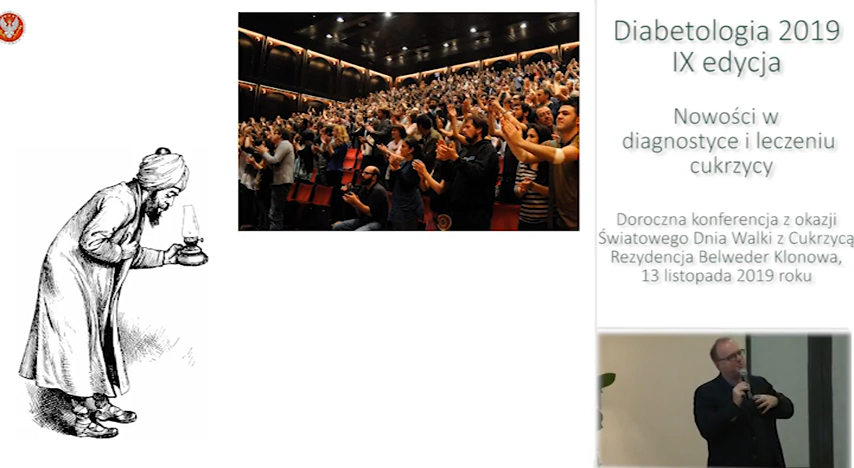 Diabetologia 2019
IX edycja
Nowości w
diagnostyce i leczeniu
cukrzycy
Doroczna konferencja z okazji
Światowego Dnia Walki z Cukrzycą
Rezydencja Belweder Klonowa,
13 listopada 2019 roku